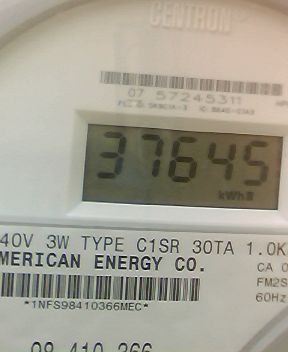 CENTRON
07 57245311
37645
kWh
40V 3W TYPE C1SR 30TA 1.0K
MERICAN ENERGY CO.
CA 0
*1NFS98410366MEC*
FM2S
60Hz
98 410 366